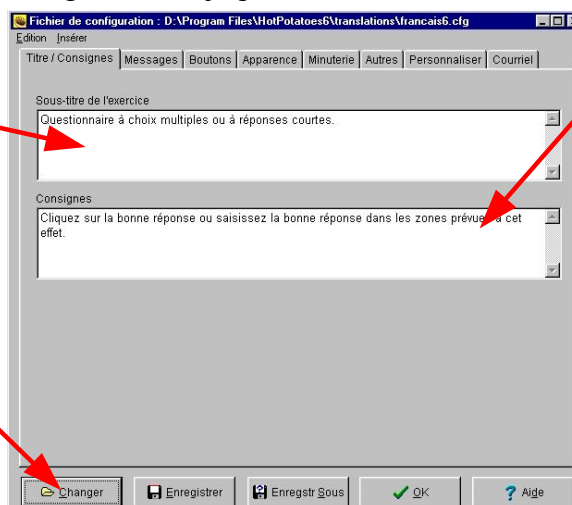 Fichier de configuration : D:\Program Files\HotPotatoes6\translations\francais6.cfg
Edition Insérer
Titre / Consignes Messages Boutons Apparence Minuterie Autres Personnaliser Courriel
Sous-titre de l'exercice
Questionnaire à choix multiples ou à réponses courtes.
Consignes
Cliquez sur la bonne réponse ou saisissez la bonne réponse dans les zones prévues à cet
effet.
Changer Enregistrer Enregstr Sous OK Aide